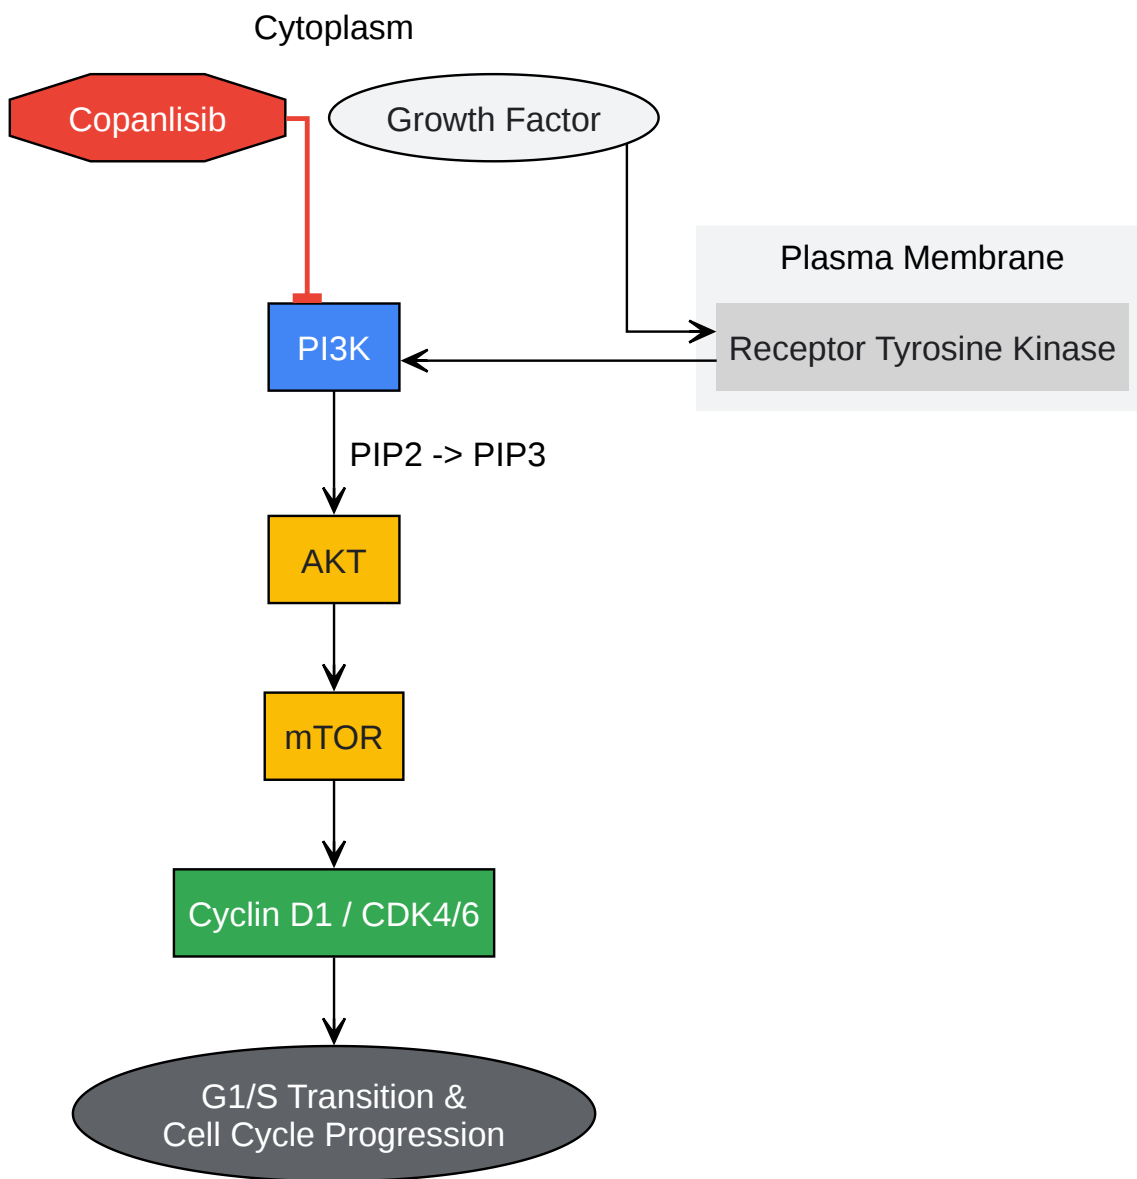 Cytoplasm
Copanlisib
Growth Factor
Plasma Membrane
PI3K
Receptor Tyrosine Kinase
PIP2 -> PIP3
AKT
mTOR
Cyclin D1 / CDK4/6
G1/S Transition &
Cell Cycle Progression